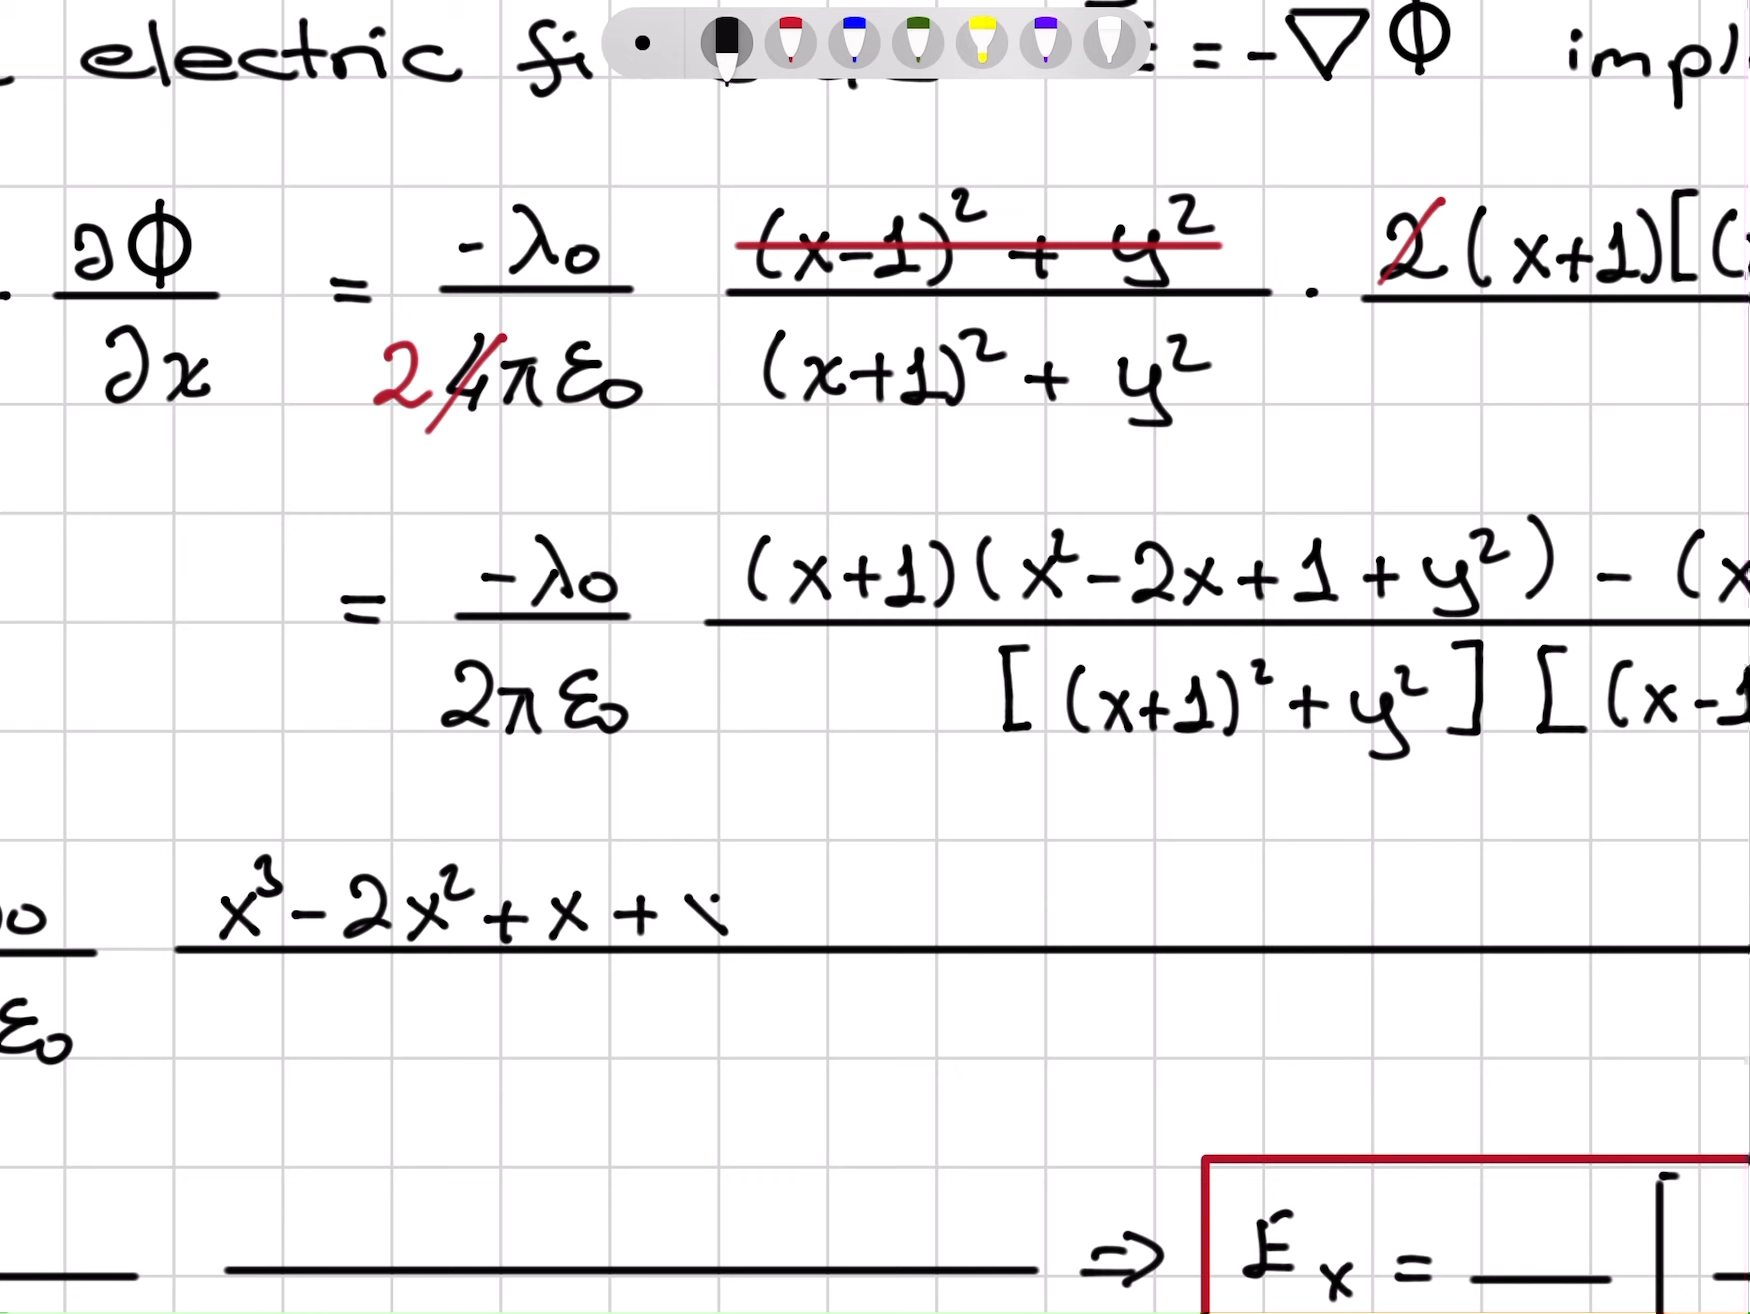 electric fi = -∇Φ
∂Φ/∂x = -λ₀/(2 4πε₀) ((x-1)² + y²)/((x+1)² + y²) · 2(x+1)[(
= -λ₀/(2πε₀) (x+1)(x²-2x+1+y²) - (x
[(x+1)²+y²][(x-1
x³-2x²+x+
ε₀
⇒ Eₓ = [